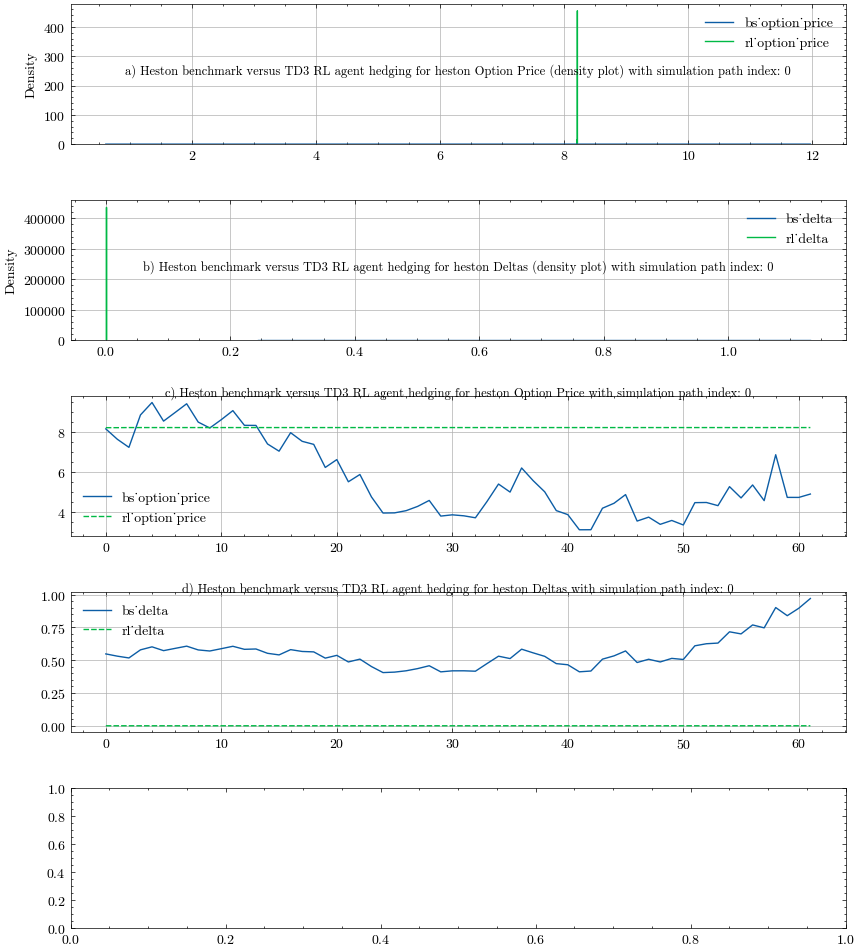 bs˙option˙price
rl˙option˙price
a) Heston benchmark versus TD3 RL agent hedging for heston Option Price (density plot) with simulation path index: 0
Density
400
300
200
100
0
2 4 6 8 10 12
bs˙delta
rl˙delta
b) Heston benchmark versus TD3 RL agent hedging for heston Deltas (density plot) with simulation path index: 0
Density
400000
300000
200000
100000
0
0.0 0.2 0.4 0.6 0.8 1.0
c) Heston benchmark versus TD3 RL agent hedging for heston Option Price with simulation path index: 0
8
6
4
bs˙option˙price
rl˙option˙price
0 10 20 30 40 50 60
d) Heston benchmark versus TD3 RL agent hedging for heston Deltas with simulation path index: 0
1.00
0.75
0.50
0.25
0.00
bs˙delta
rl˙delta
0 10 20 30 40 50 60
1.0
0.8
0.6
0.4
0.2
0.0
0.0 0.2 0.4 0.6 0.8 1.0